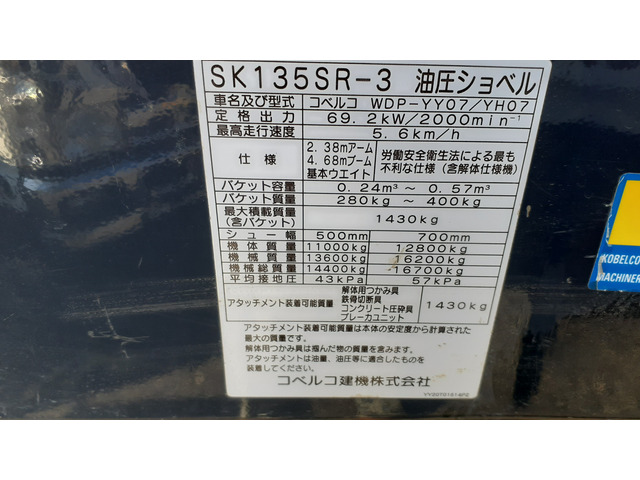 SK135SR-3 油圧ショベル
車名及び型式 コベルコ WDP-YY07/YH07
定格出力 69.2kW/2000min⁻¹
最高走行速度 5.6km/h
仕様 2.38mアーム 4.68mブーム 基本ウエイト 労働安全衛生法による最も不利な仕様(含解体仕様機)
バケット容量 0.24m³ ～ 0.57m³
バケット質量 280kg ～ 400kg
最大積載質量(含バケット) 1430kg
シュー幅 500mm 700mm
機体質量 11000kg 12800kg
機械質量 13600kg 16200kg
機械総質量 14400kg 16700kg
平均接地圧 43kPa 57kPa
アタッチメント装着可能質量 解体用つかみ具 鉄骨切断具 コンクリート圧砕具 ブレーカユニット 1430kg
アタッチメント装着可能質量は本体の安定度から計算された
最大の質量です。
解体用つかみ具は掴んだ物の質量を含んだ質量です。
アタッチメントは油量、油圧等に適合したものを
装着してください。
コベルコ建機株式会社
KOBELCO
MACHINER